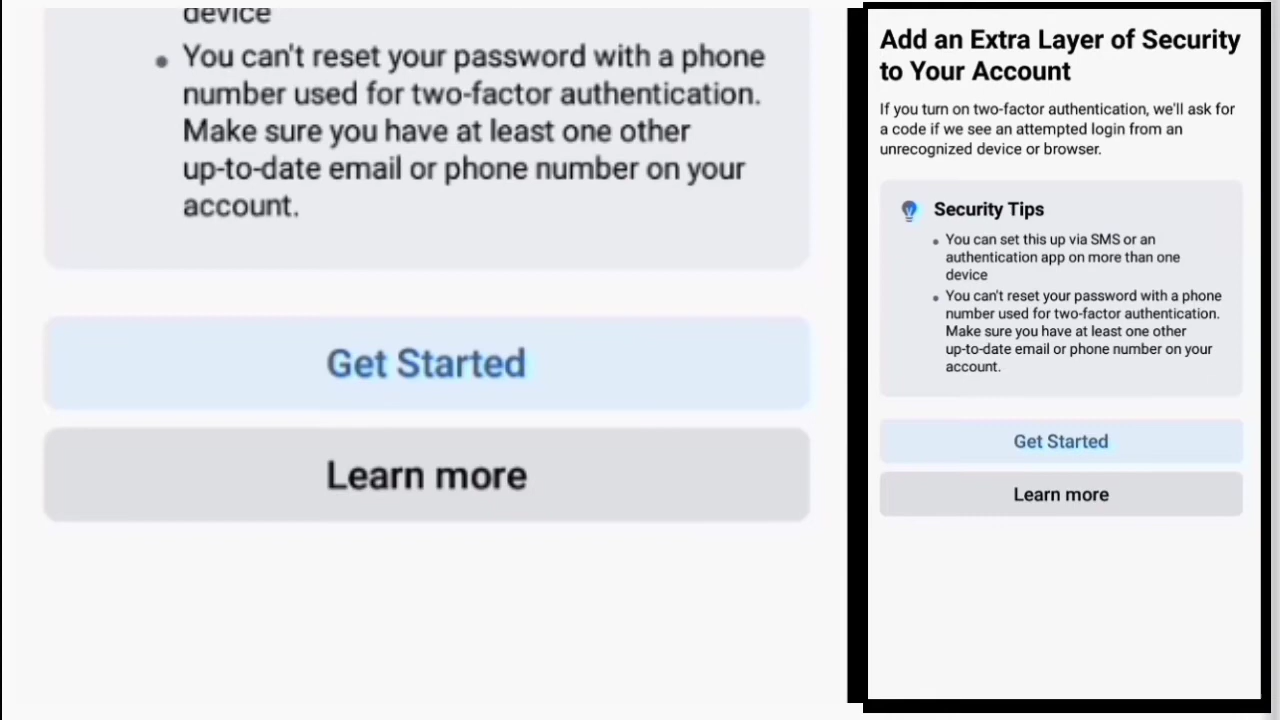 device
You can't reset your password with a phone
number used for two-factor authentication.
Make sure you have at least one other
up-to-date email or phone number on your
account.
Get Started
Learn more
Add an Extra Layer of Security
to Your Account
If you turn on two-factor authentication, we'll ask for
a code if we see an attempted login from an
unrecognized device or browser.
Security Tips
You can set this up via SMS or an
authentication app on more than one
device
You can't reset your password with a phone
number used for two-factor authentication.
Make sure you have at least one other
up-to-date email or phone number on your
account.
Get Started
Learn more